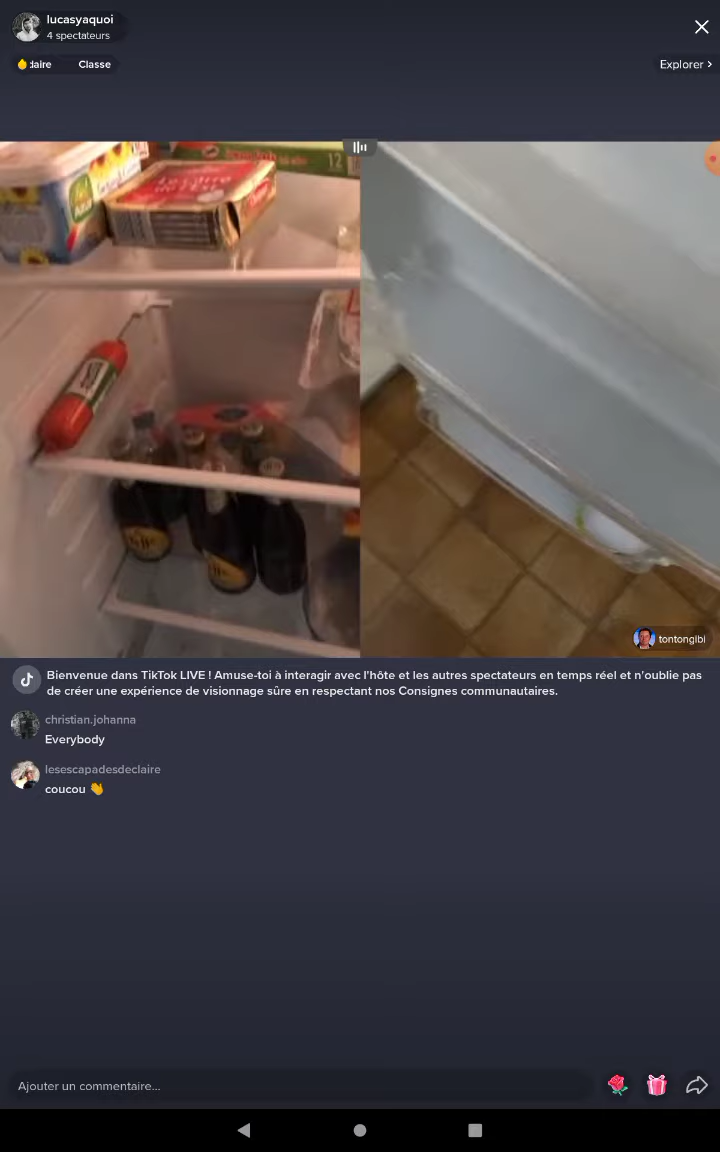 lucasyaquoi
4 spectateurs
daire
Classe
Explorer >
12
tontongibi
Bienvenue dans TikTok LIVE ! Amuse-toi à interagir avec l'hôte et les autres spectateurs en temps réel et n'oublie pas
de créer une expérience de visionnage sûre en respectant nos Consignes communautaires.
christian.johanna
Everybody
lesescapadesdeclaire
coucou 👋
Ajouter un commentaire...